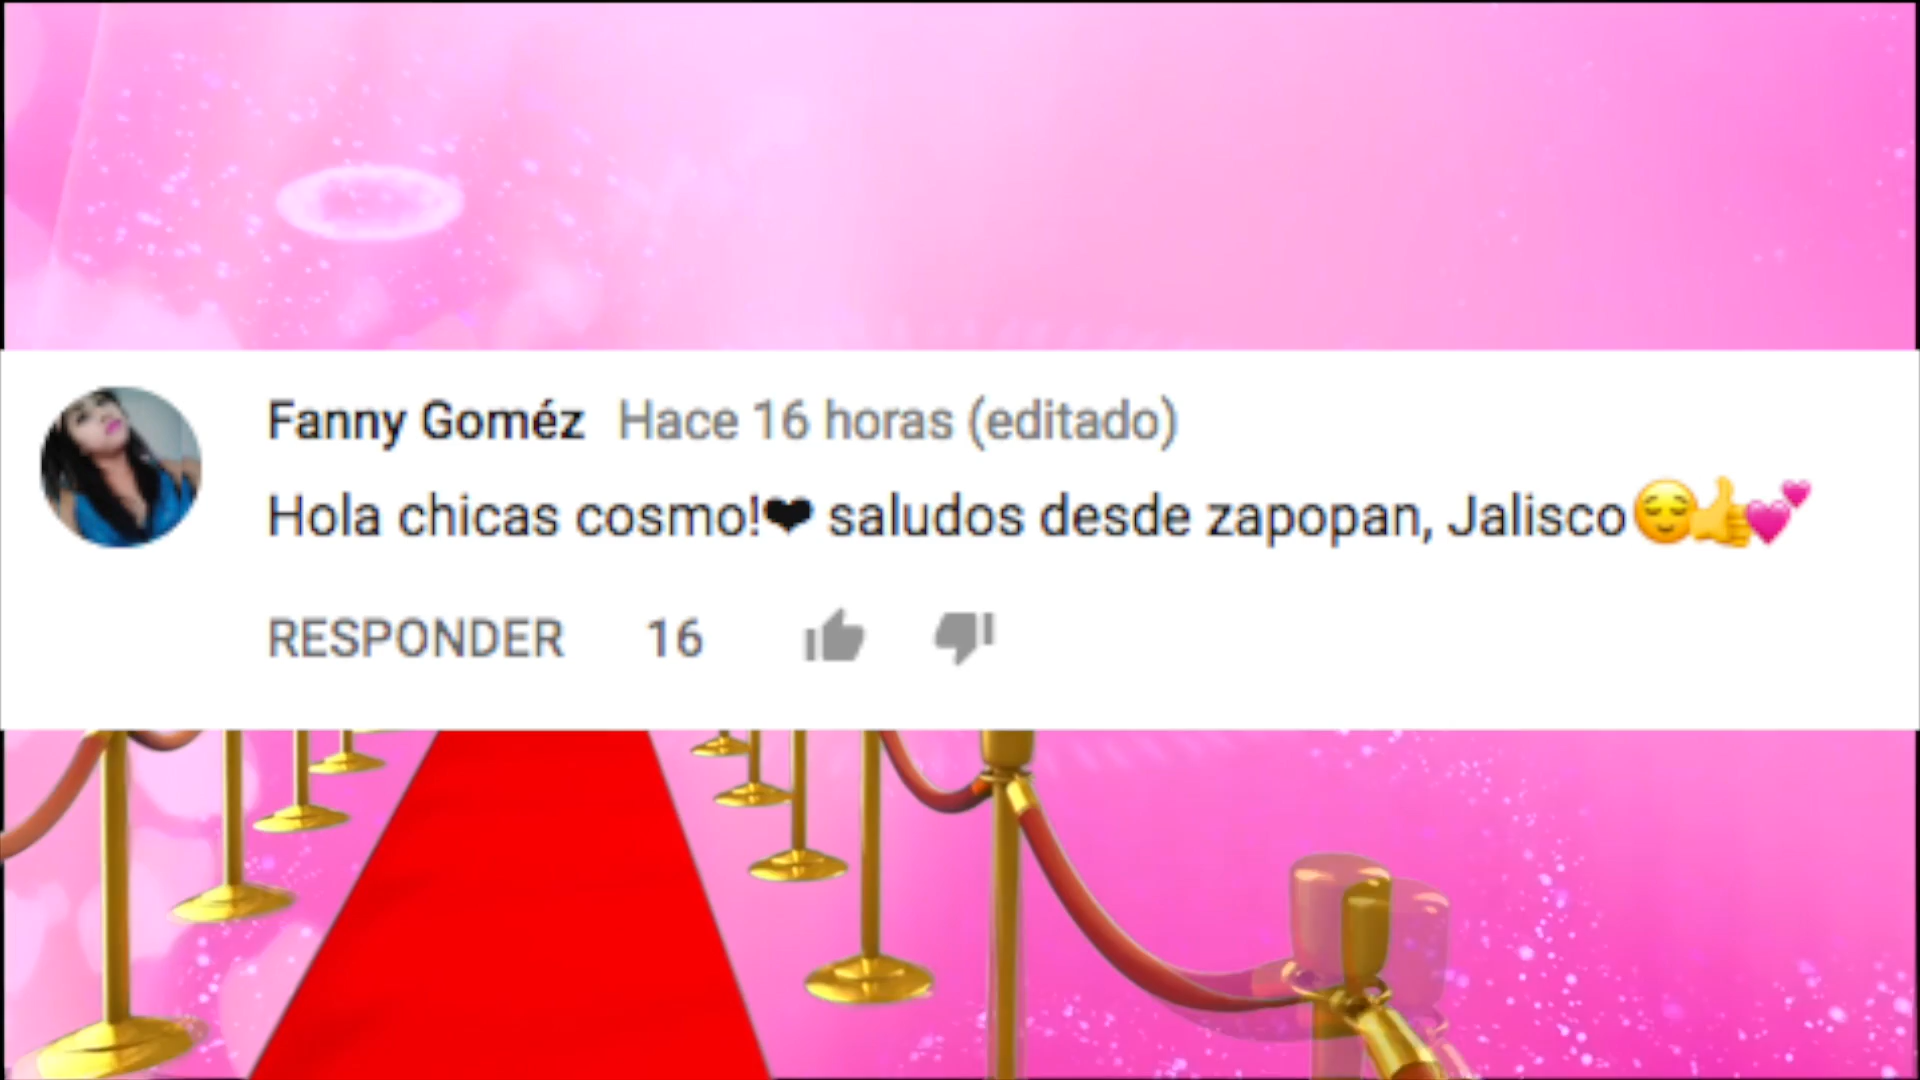 Fanny Goméz Hace 16 horas (editado)
Hola chicas cosmo!❤ saludos desde zapopan, Jalisco😌👍💕
RESPONDER 16